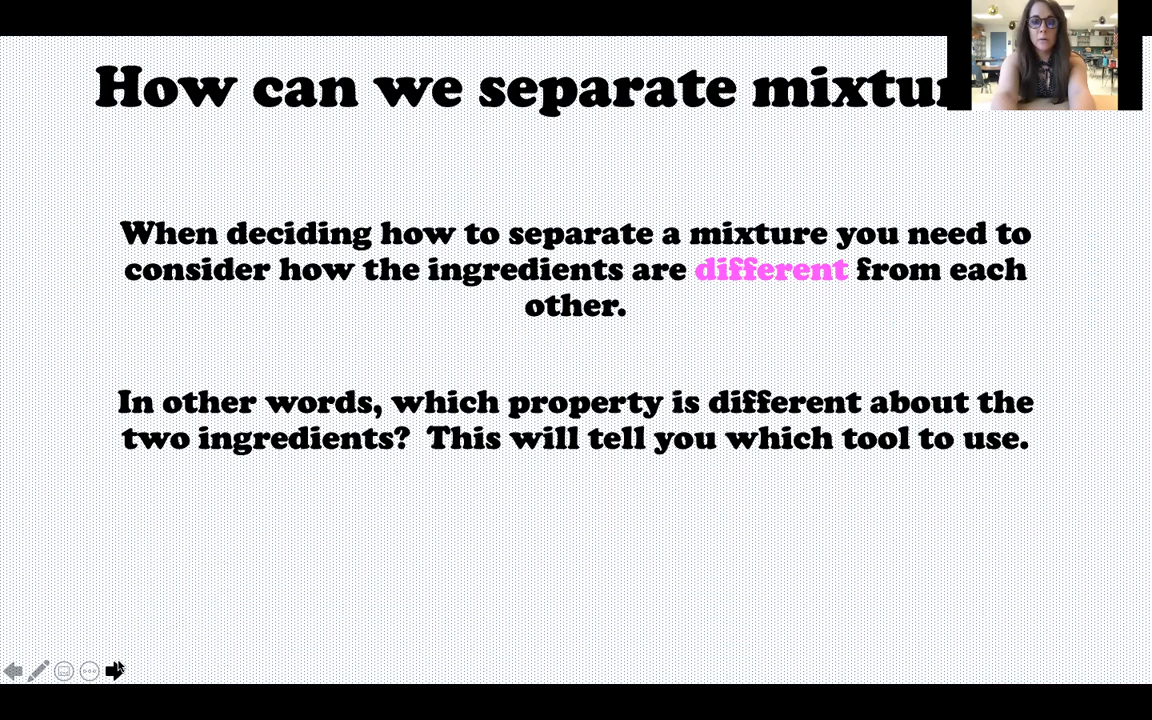 How can we separate
When deciding how to separate a mixture you need to
consider how the ingredients are different from each
other.
In other words, which property is different about the
two ingredients?  This will tell you which tool to use.